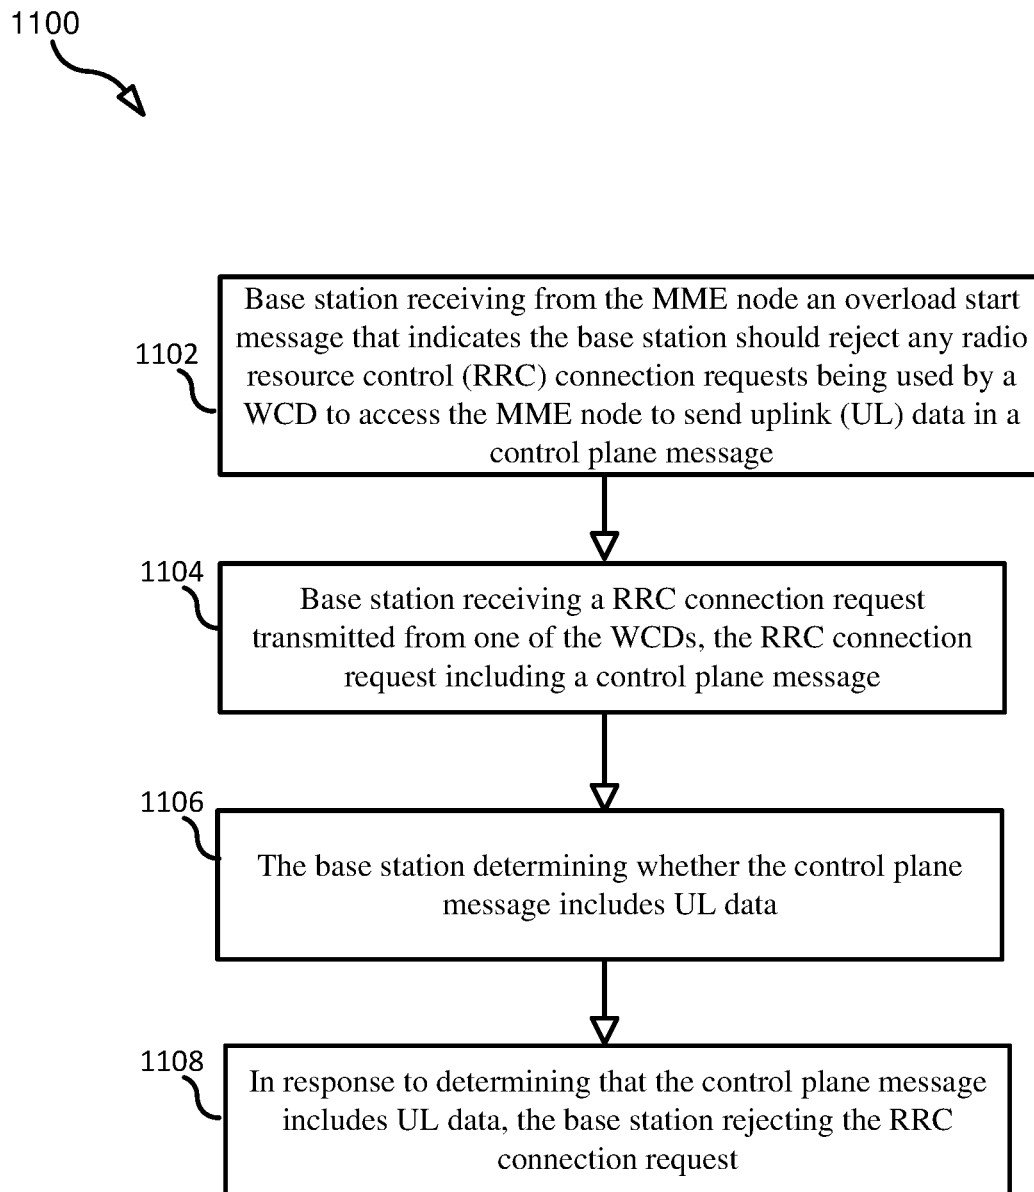 1100
1102
Base station receiving from the MME node an overload start
message that indicates the base station should reject any radio
resource control (RRC) connection requests being used by a
WCD to access the MME node to send uplink (UL) data in a
control plane message
1104
Base station receiving a RRC connection request
transmitted from one of the WCDs, the RRC connection
request including a control plane message
1106
The base station determining whether the control plane
message includes UL data
1108
In response to determining that the control plane message
includes UL data, the base station rejecting the RRC
connection request